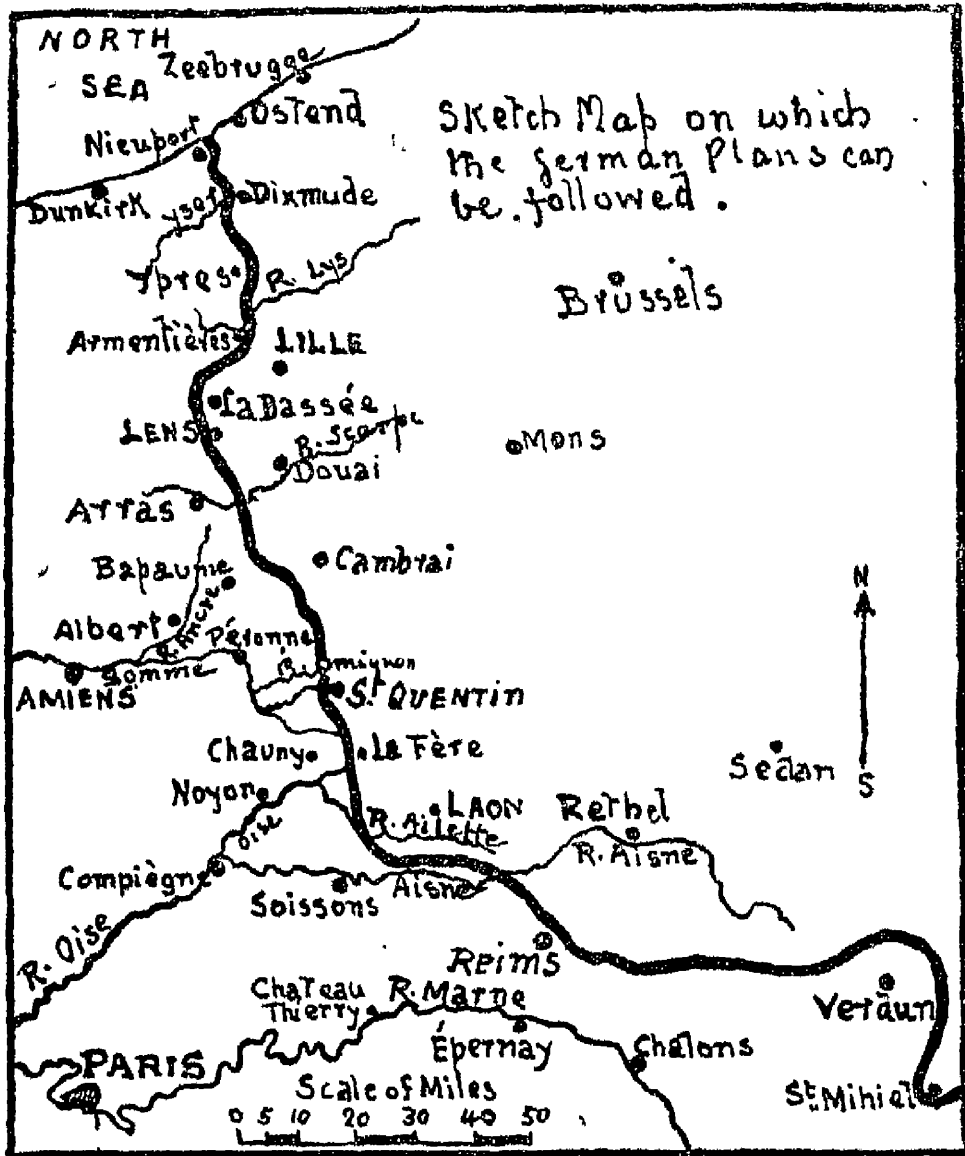 NORTH
SEA
Zeebrugge
Ostend
Nieuport
Sketch Map on which
the German Plans can
be followed.
Dunkirk
Yser
Dixmude
Ypres
R. Lys
Brussels
Armentières
LILLE
La Bassée
LENS
R. Scarpe
Mons
Douai
Arras
Cambrai
Bapaume
N
Albert
R. Ancre
Péronne
Somme
AMIENS
St. QUENTIN
Chauny
La Fère
Sedan
S
Noyon
LAON
Rethel
R. Ailette
Oise
R. Aisne
Compiègne
Soissons
Aisne
R. Oise
Reims
Chateau
Thierry
R. Marne
Verdun
PARIS
Épernay
Chalons
Scale of Miles
0 5 10 20 30 40 50
St. Mihiel